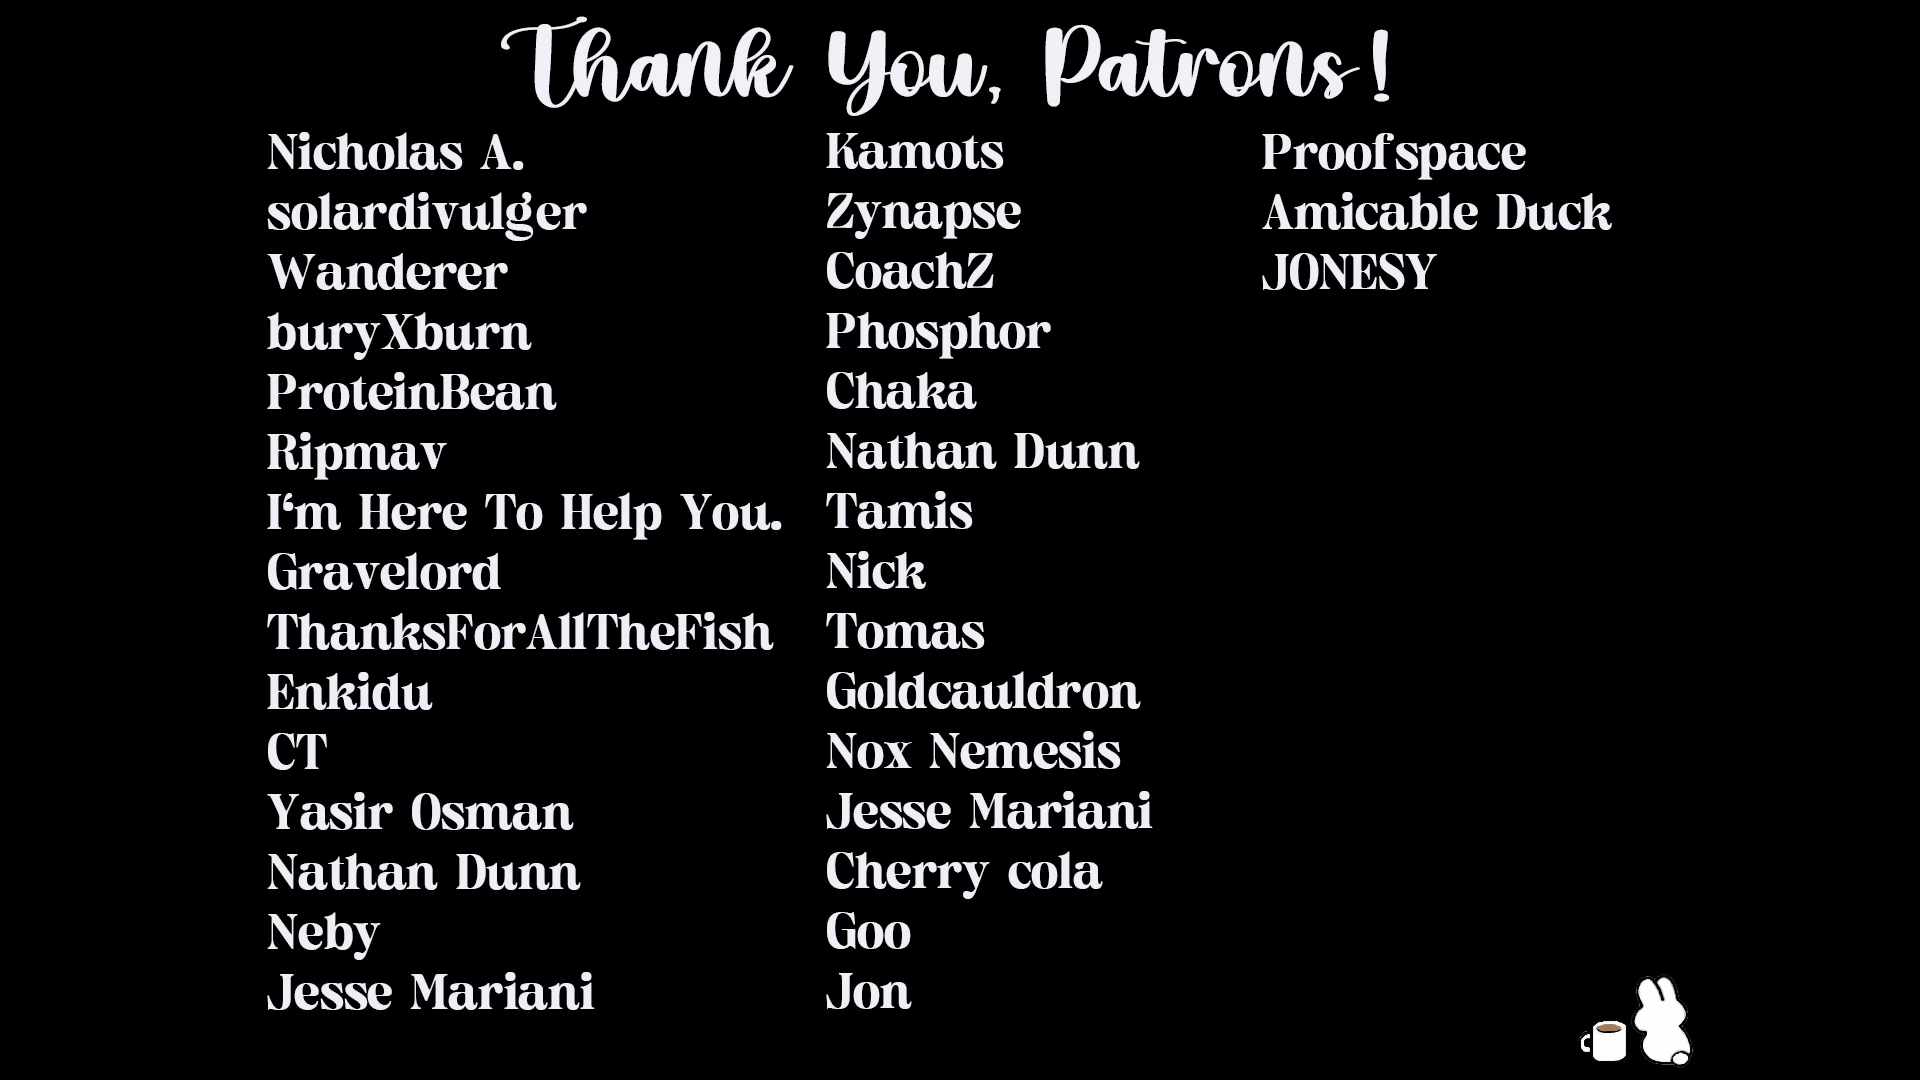 Thank You, Patrons!
Nicholas A.
solardivulger
Wanderer
buryXburn
ProteinBean
Ripmav
I‘m Here To Help You.
Gravelord
ThanksForAllTheFish
Enkidu
CT
Yasir Osman
Nathan Dunn
Neby
Jesse Mariani
Kamots
Zynapse
CoachZ
Phosphor
Chaka
Nathan Dunn
Tamis
Nick
Tomas
Goldcauldron
Nox Nemesis
Jesse Mariani
Cherry cola
Goo
Jon
Proofspace
Amicable Duck
JONESY